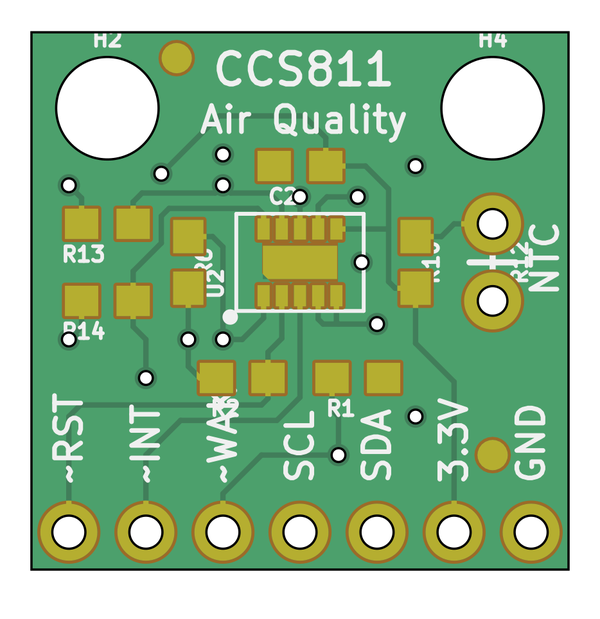 H2
H4
CCS811
Air Quality
C2
R13
U2
NTC
R14
R1
~RST
~INT
~WAK
SCL
SDA
3.3V
GND